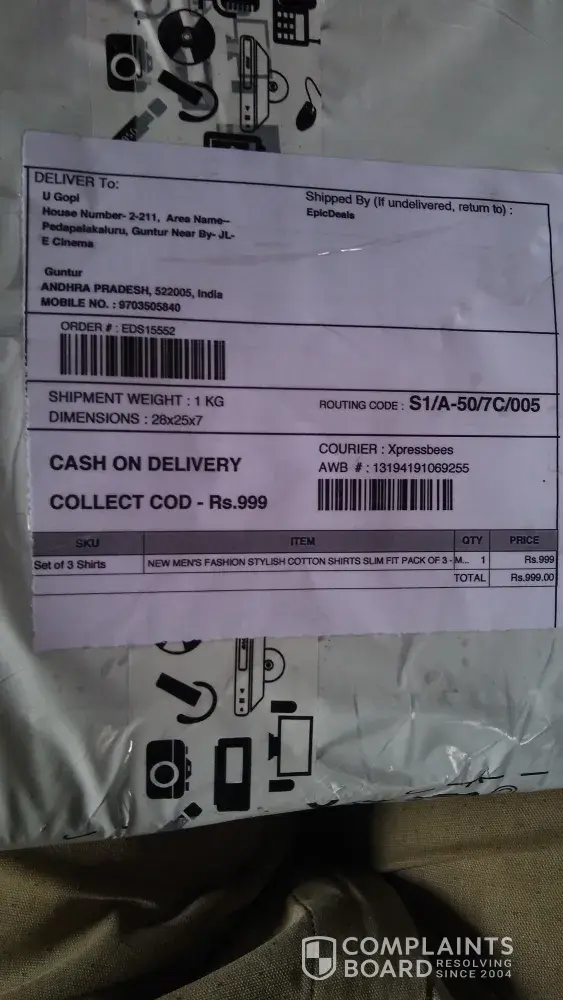 DELIVER To:
U Gopi
House Number- 2-211, Area Name--
Pedapalakaluru, Guntur Near By- JL-
E Cinema
Guntur
ANDHRA PRADESH, 522005, India
MOBILE NO. : 9703505840
Shipped By (If undelivered, return to) :
EpicDeals
ORDER # : EDS15552
SHIPMENT WEIGHT : 1 KG
DIMENSIONS : 28x25x7
ROUTING CODE : S1/A-50/7C/005
CASH ON DELIVERY
COLLECT COD - Rs.999
COURIER : Xpressbees
AWB # : 13194191069255
SKU ITEM QTY PRICE
Set of 3 Shirts NEW MEN'S FASHION STYLISH COTTON SHIRTS SLIM FIT PACK OF 3 - M... 1 Rs.999
TOTAL Rs.999.00
COMPLAINTS
BOARD RESOLVING
SINCE 2004